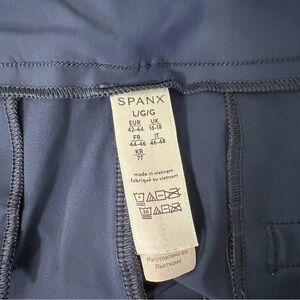 SPANX
L/G/G
EUR UK
42-44 16-18
FR IT
44-46 46-48
KR
77
made in vietnam
fabriqué au vietnam
30
Изготовлено во
Вьетнаме